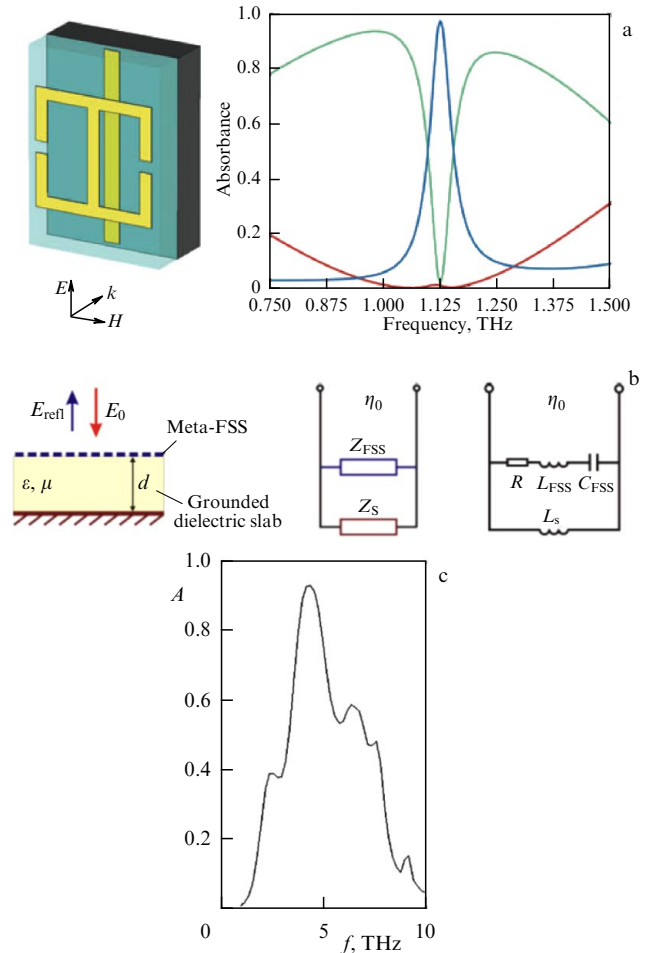 a
1.0
0.8
0.6
0.4
0.2
0
Absorbance
0.750 0.875 1.000 1.125 1.250 1.375 1.500
Frequency, THz
E
k
H
b
E_refl E_0
Meta-FSS
ε, μ
d
Grounded
dielectric slab
η_0
Z_FSS
Z_S
η_0
R L_FSS C_FSS
L_s
c
1.0
A
0.8
0.6
0.4
0.2
0 5 10
f, THz